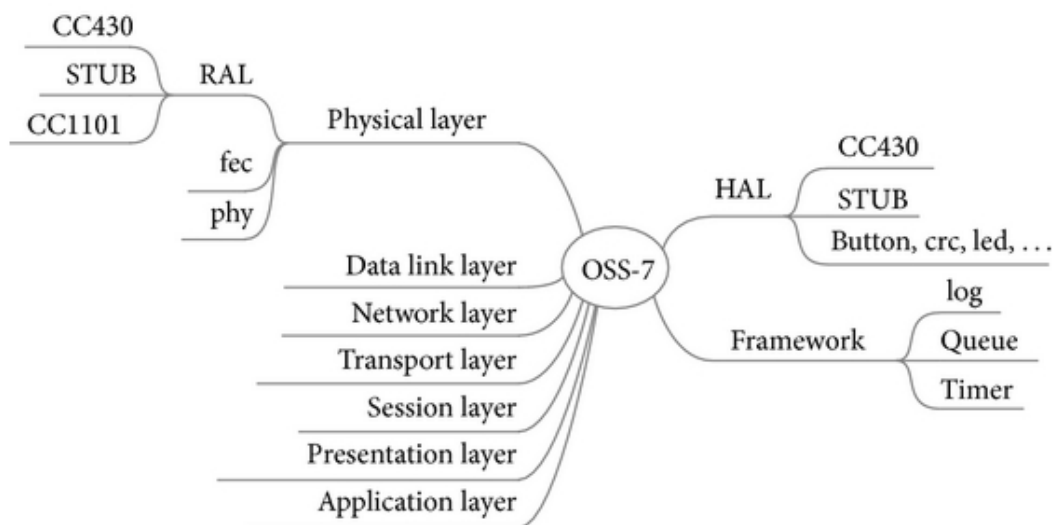 CC430
STUB
CC1101
RAL
fec
phy
Physical layer
Data link layer
Network layer
Transport layer
Session layer
Presentation layer
Application layer
OSS-7
HAL
CC430
STUB
Button, crc, led, …
Framework
log
Queue
Timer